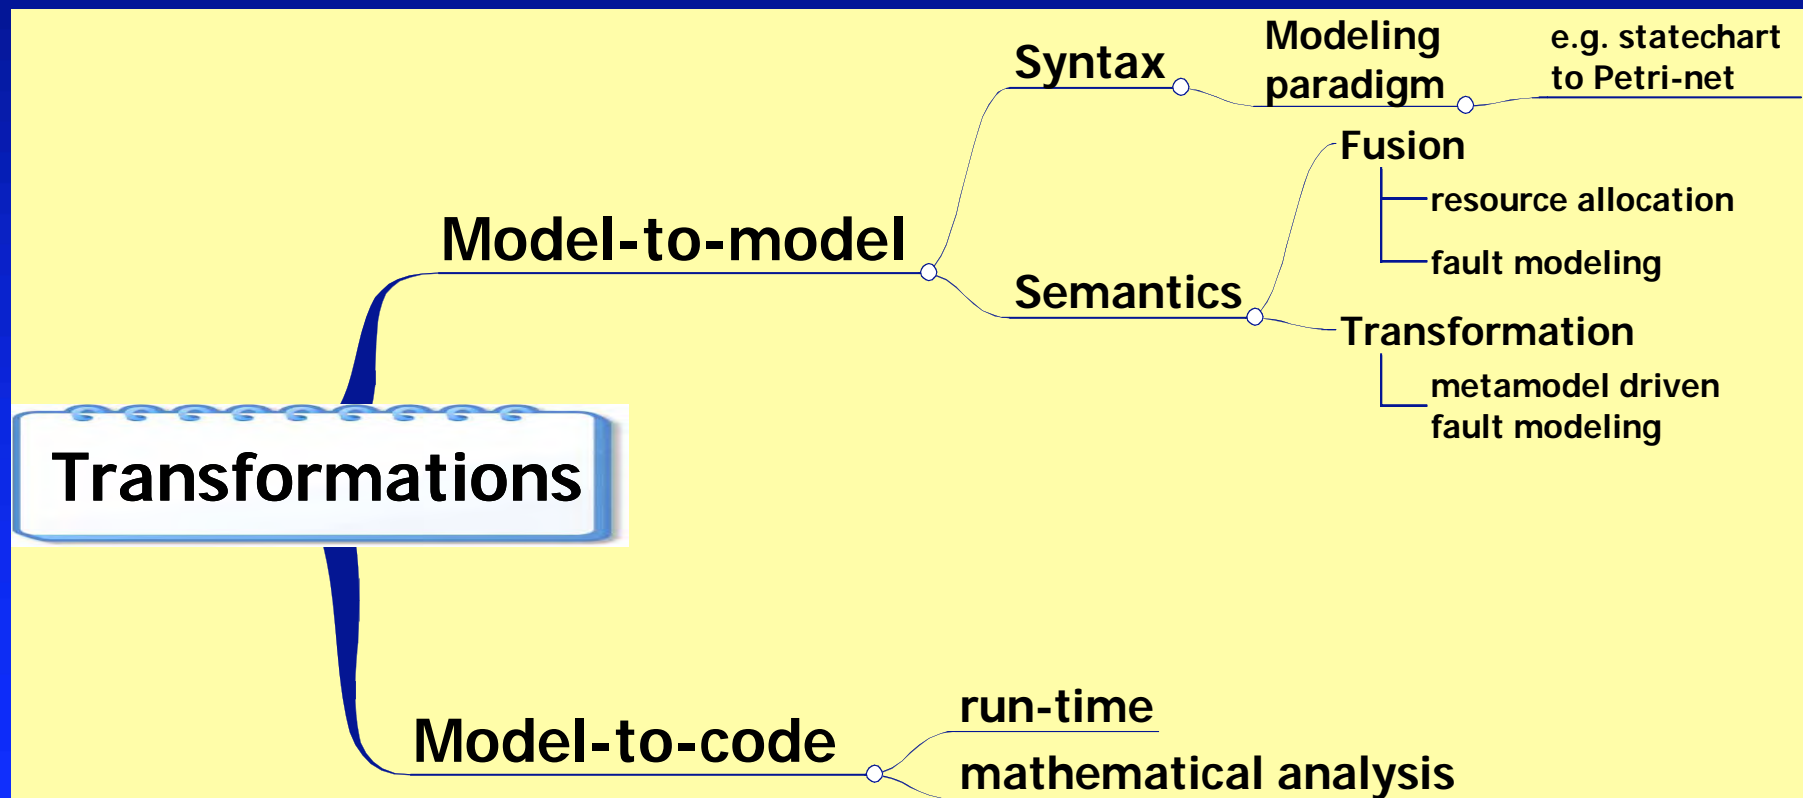 Transformations
Model-to-model
Syntax
Modeling
paradigm
e.g. statechart
to Petri-net
Semantics
Fusion
resource allocation
fault modeling
Transformation
metamodel driven
fault modeling
Model-to-code
run-time
mathematical analysis